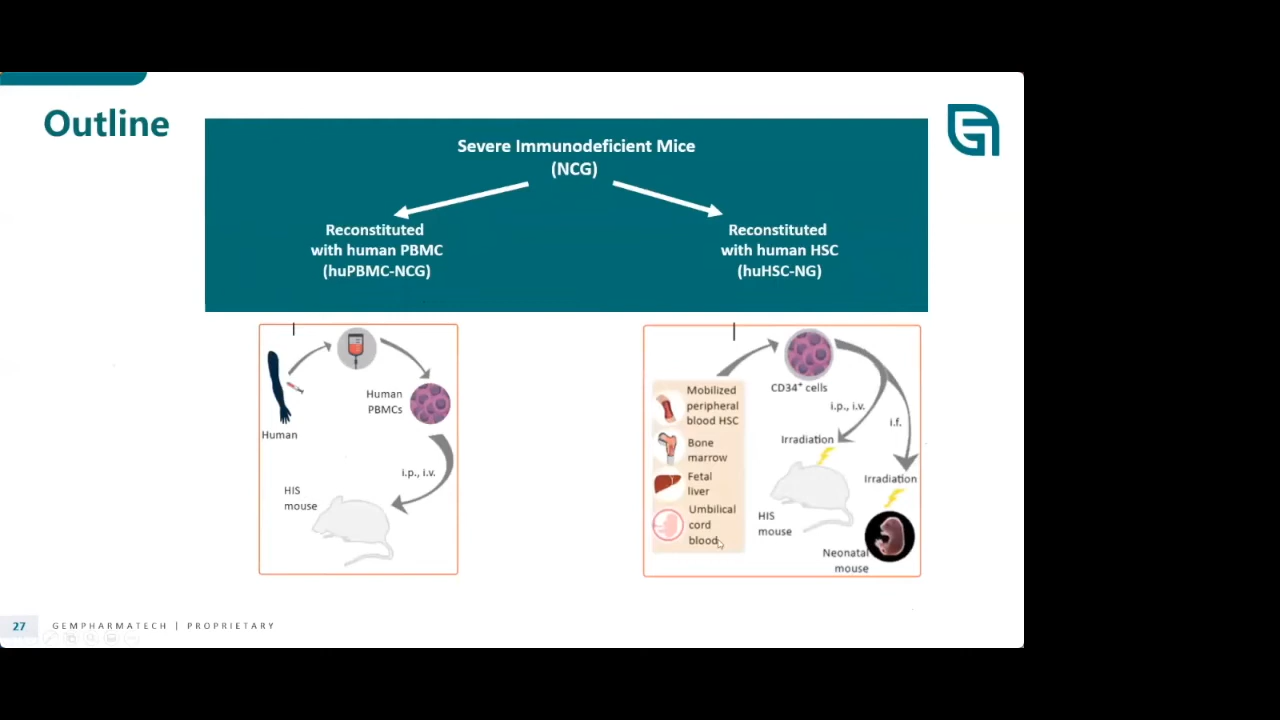 Outline
Severe Immunodeficient Mice
(NCG)
Reconstituted
with human PBMC
(huPBMC-NCG)
Reconstituted
with human HSC
(huHSC-NG)
Human
Human
PBMCs
i.p., i.v.
HIS
mouse
Mobilized
peripheral
blood HSC
Bone
marrow
Fetal
liver
Umbilical
cord
blood
CD34⁺ cells
i.p., i.v.
i.f.
Irradiation
Irradiation
HIS
mouse
Neonatal
mouse
27
GEMPHARMATECH | PROPRIETARY